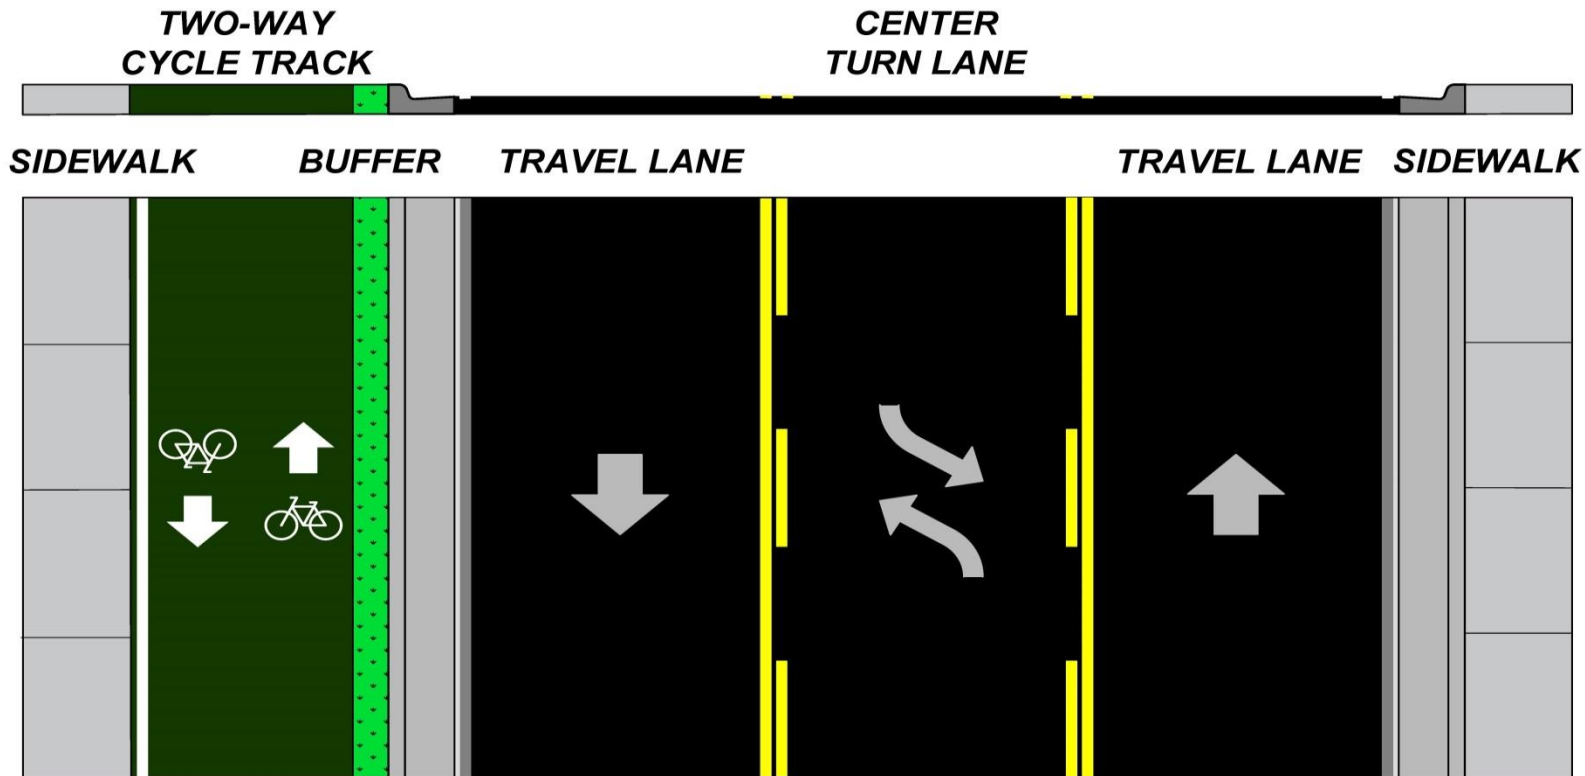 TWO-WAY
CYCLE TRACK
CENTER
TURN LANE
SIDEWALK
BUFFER
TRAVEL LANE
TRAVEL LANE
SIDEWALK